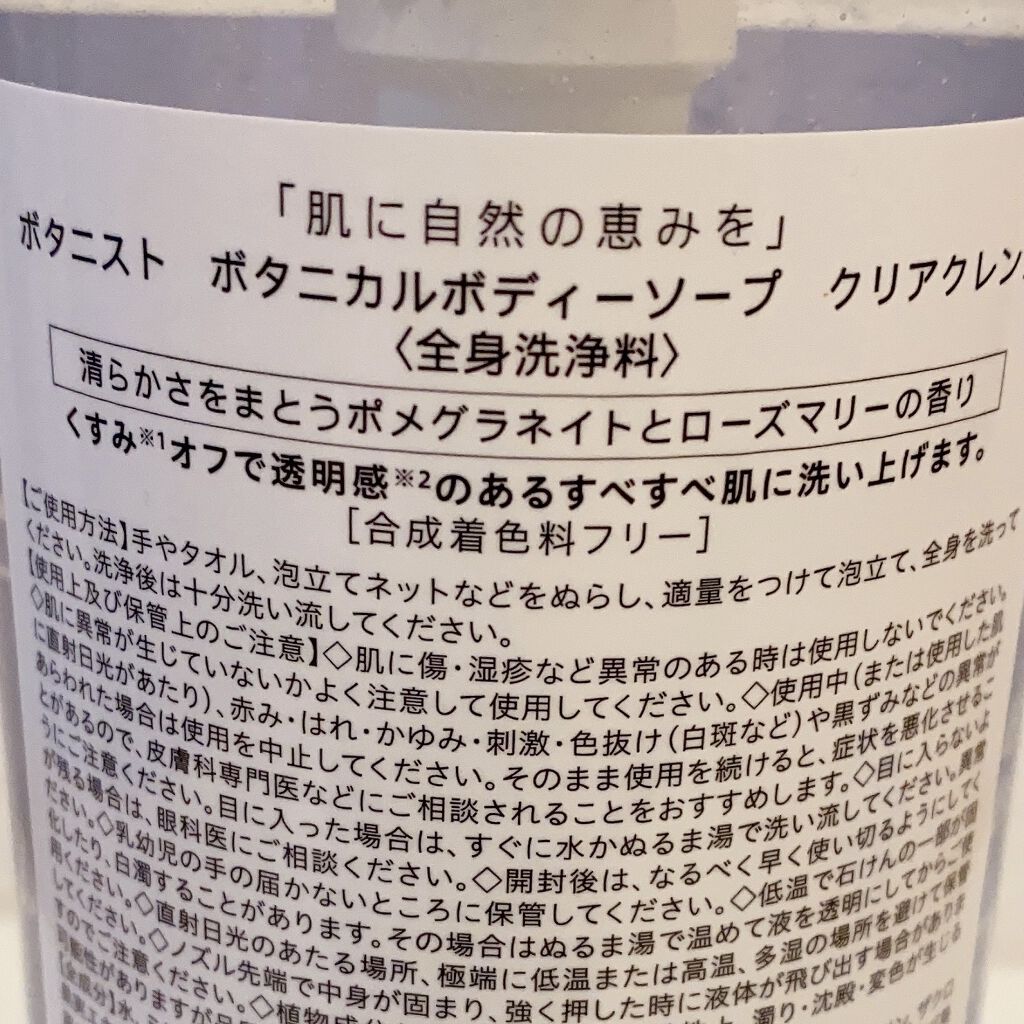 「肌に自然の恵みを」
ボタニスト ボタニカルボディーソープ クリアクレン
〈全身洗浄料〉
清らかさをまとうポメグラネイトとローズマリーの香り
くすみ※1オフで透明感※2のあるすべすべ肌に洗い上げます。
［合成着色料フリー］
【ご使用方法】手やタオル、泡立てネットなどをぬらし、適量をつけて泡立て、全身を洗って
ください。洗浄後は十分洗い流してください。
【使用上及び保管上のご注意】◇肌に傷・湿疹など異常のある時は使用しないでください。
◇肌に異常が生じていないかよく注意して使用してください。◇使用中(または使用した肌
に直射日光があたり)、赤み・はれ・かゆみ・刺激・色抜け(白斑など)や黒ずみなどの異常が
あらわれた場合は使用を中止してください。そのまま使用を続けると、症状を悪化させるこ
とがあるので、皮膚科専門医などにご相談されることをおすすめします。◇目に入らないよ
うにご注意ください。目に入った場合は、すぐに水かぬるま湯で洗い流してください。異常
が残る場合は、眼科医にご相談ください。◇開封後は、なるべく早く使い切るようにしてく
ださい。◇乳幼児の手の届かないところに保管してください。◇低温で石けんの一部が固
化したり、白濁することがあります。その場合はぬるま湯で温めて液を透明にしてからご使
用ください。◇直射日光のあたる場所、極端に低温または高温、多湿の場所を避けて保管
してください。◇ノズル先端で中身が固まり、強く押した時に液体が飛び出す場合がありま
すのでご注意ください。◇植物成分 濁り・沈殿・変色が生じる
可能性がありますが
【全成分】水、 ザクロ